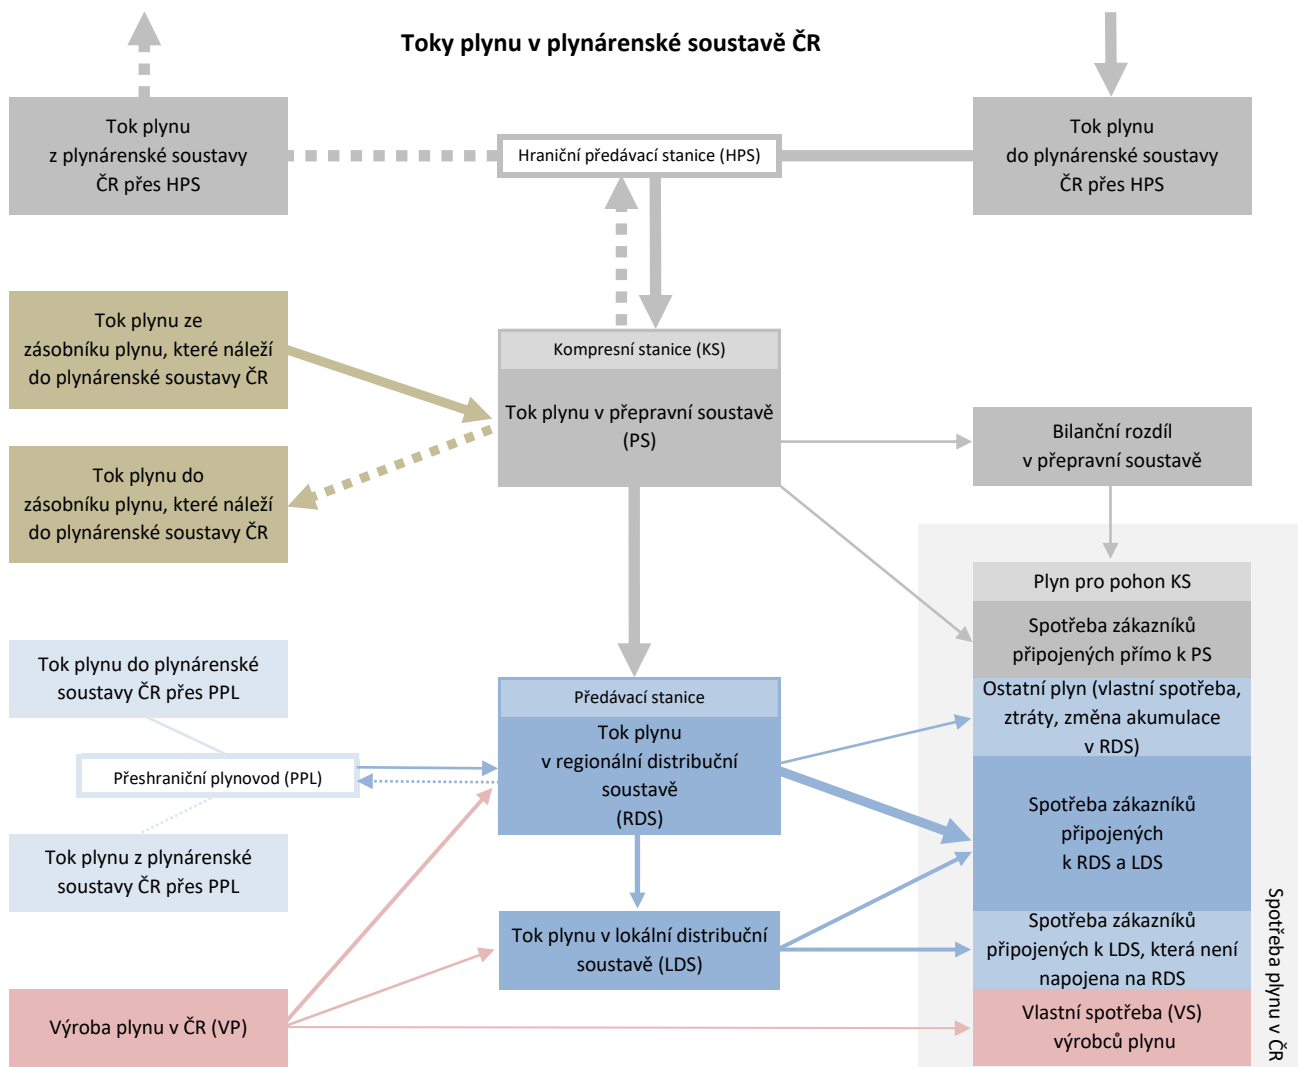 Toky plynu v plynárenské soustavě ČR
Tok plynu
z plynárenské soustavy
ČR přes HPS
Hraniční předávací stanice (HPS)
Tok plynu
do plynárenské soustavy
ČR přes HPS
Tok plynu ze
zásobníku plynu, které náleží
do plynárenské soustavy ČR
Kompresní stanice (KS)
Tok plynu v přepravní soustavě
(PS)
Bilanční rozdíl
v přepravní soustavě
Tok plynu do
zásobníku plynu, které náleží
do plynárenské soustavy ČR
Plyn pro pohon KS
Spotřeba zákazníků
připojených přímo k PS
Tok plynu do plynárenské
soustavy ČR přes PPL
Předávací stanice
Tok plynu
v regionální distribuční
soustavě
(RDS)
Ostatní plyn (vlastní spotřeba,
ztráty, změna akumulace
v RDS)
Přeshraniční plynovod (PPL)
Spotřeba zákazníků
připojených
k RDS a LDS
Tok plynu z plynárenské
soustavy ČR přes PPL
Tok plynu v lokální distribuční
soustavě (LDS)
Spotřeba zákazníků
připojených k LDS, která není
napojena na RDS
Výroba plynu v ČR (VP)
Vlastní spotřeba (VS)
výrobců plynu
Spotřeba plynu v ČR